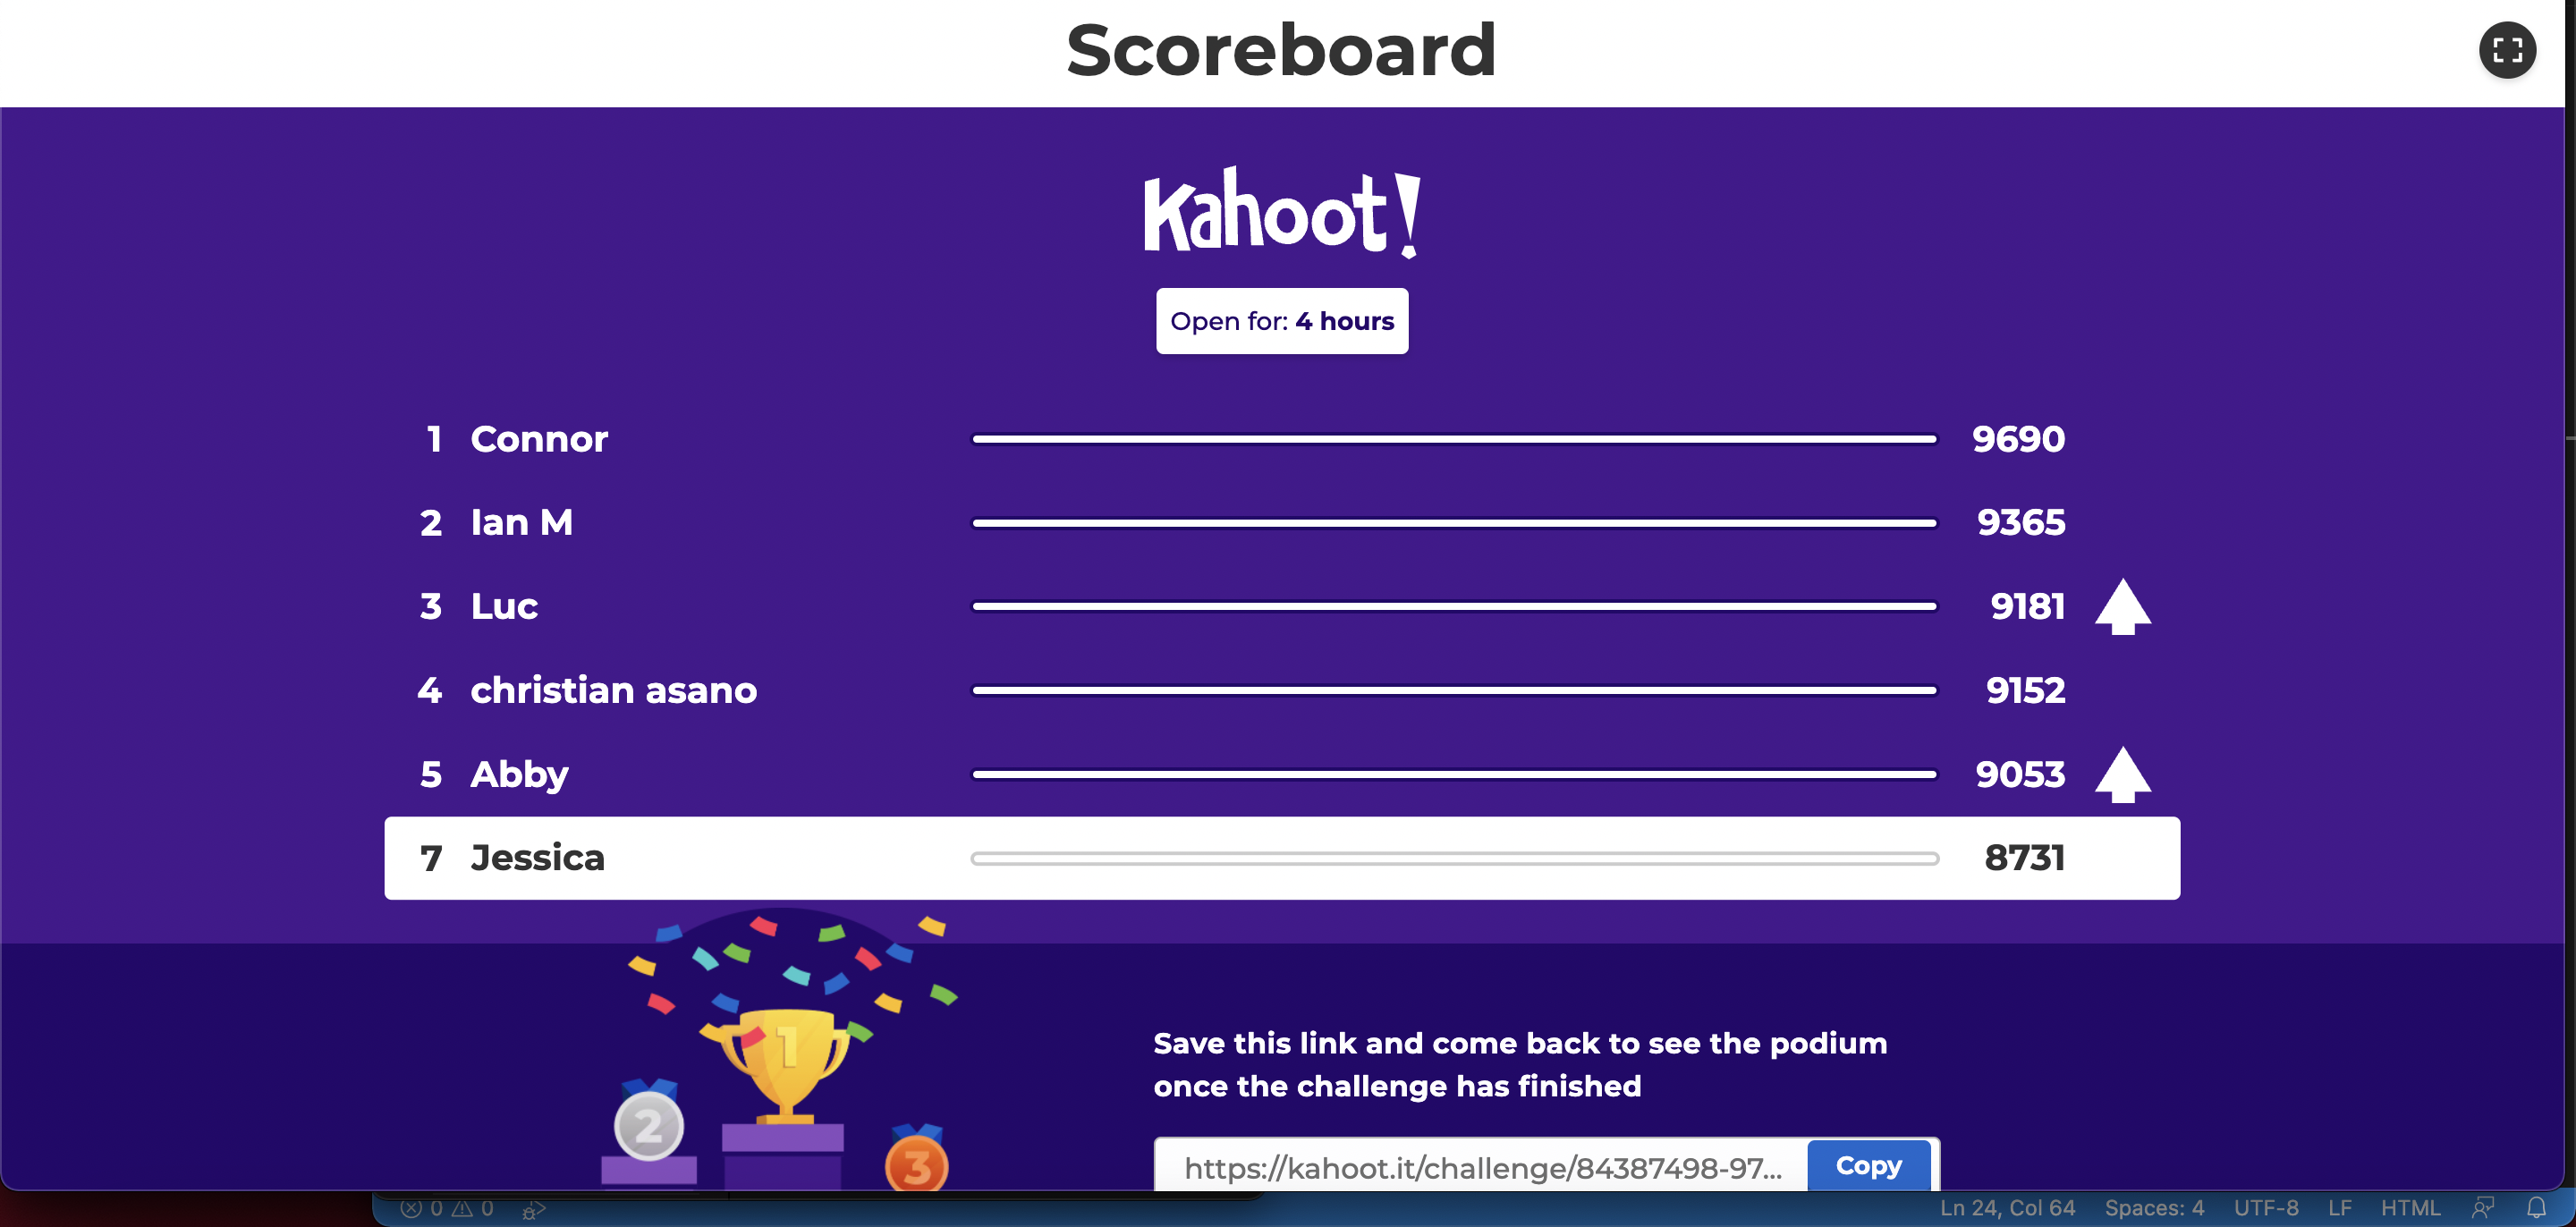 Scoreboard
Kahoot!
Open for: 4 hours
1 Connor 9690
2 Ian M 9365
3 Luc 9181
4 christian asano 9152
5 Abby 9053
7 Jessica 8731
1
2
3
Save this link and come back to see the podium
once the challenge has finished
https://kahoot.it/challenge/84387498-97... Copy
0 0 Ln 24, Col 64 Spaces: 4 UTF-8 LF HTML